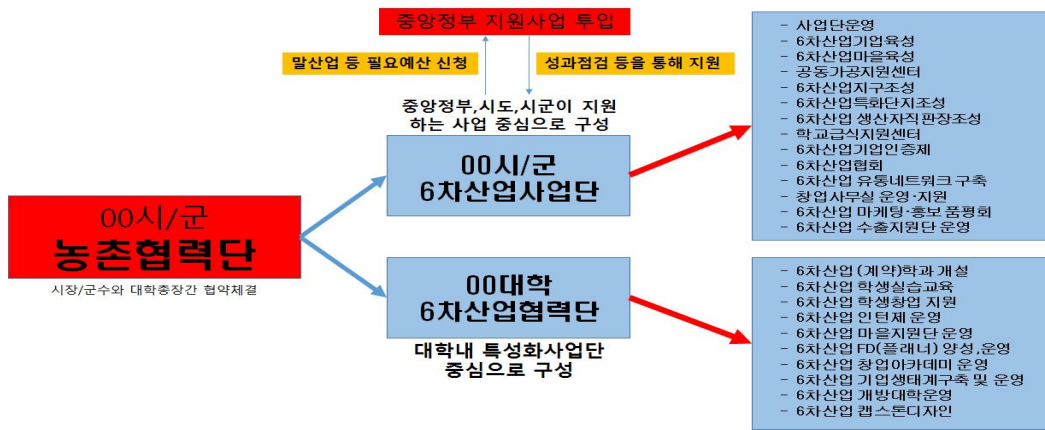 중앙정부 지원사업 투입
말산업 등 필요예산 신청
성과점검 등을 통해 지원
중앙정부,시도,시군이 지원
하는 사업 중심으로 구성
00시/군
6차산업사업단
00시/군
농촌협력단
시장/군수와 대학총장간 협약체결
00대학
6차산업협력단
대학내 특성화사업단
중심으로 구성
- 사업단운영
- 6차산업기업육성
- 6차산업마을육성
- 공동가공지원센터
- 6차산업지구조성
- 6차산업특화단지조성
- 6차산업 생산자직판장조성
- 학교급식지원센터
- 6차산업기업인증제
- 6차산업협회
- 6차산업 유통네트워크 구축
- 창업사무실 운영·지원
- 6차산업 마케팅·홍보 품평회
- 6차산업 수출지원단 운영
- 6차산업 (계약)학과 개설
- 6차산업 학생실습교육
- 6차산업 학생창업 지원
- 6차산업 인턴제 운영
- 6차산업 마을지원단 운영
- 6차산업 FD(플래너) 양성,운영
- 6차산업 창업아카데미 운영
- 6차산업 기업생태계구축 및 운영
- 6차산업 개방대학운영
- 6차산업 캡스톤디자인